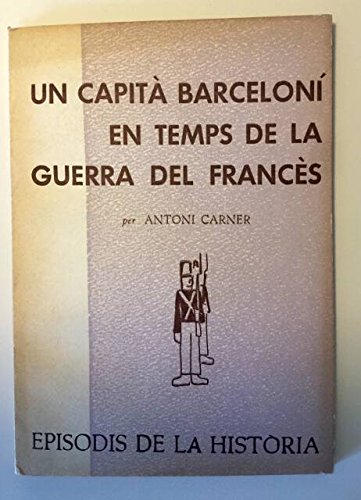 UN CAPITÀ BARCELONÍ
EN TEMPS DE LA
GUERRA DEL FRANCÈS
per ANTONI CARNER
EPISODIS DE LA HISTÒRIA